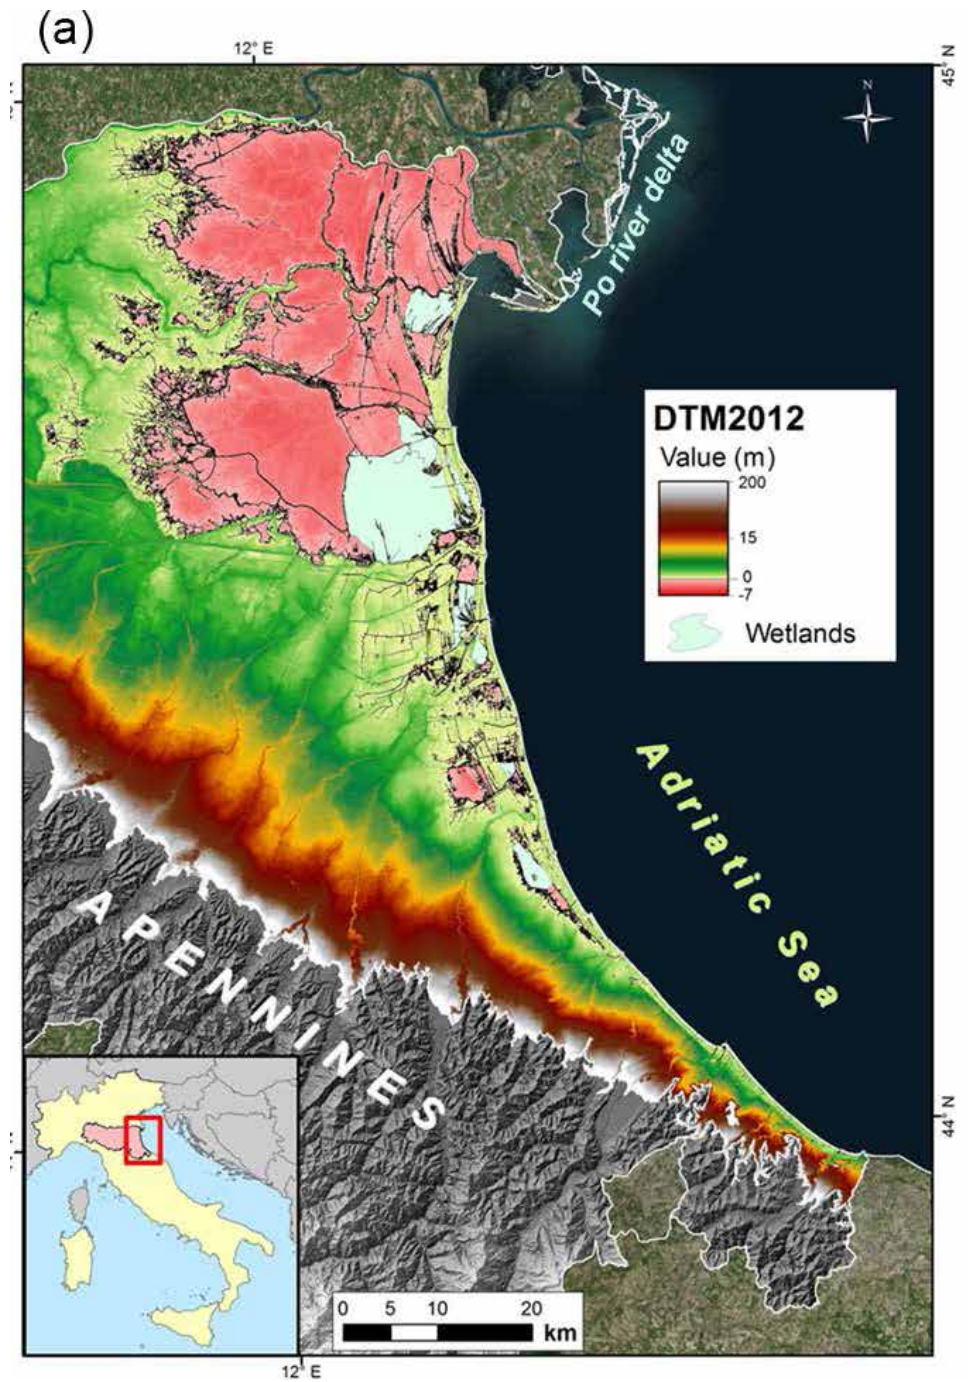 (a)
12° E
45° N
N
Po river delta
DTM2012
Value (m)
200
15
0
-7
Wetlands
Adriatic Sea
APENNINES
44° N
0 5 10 20
km
12° E